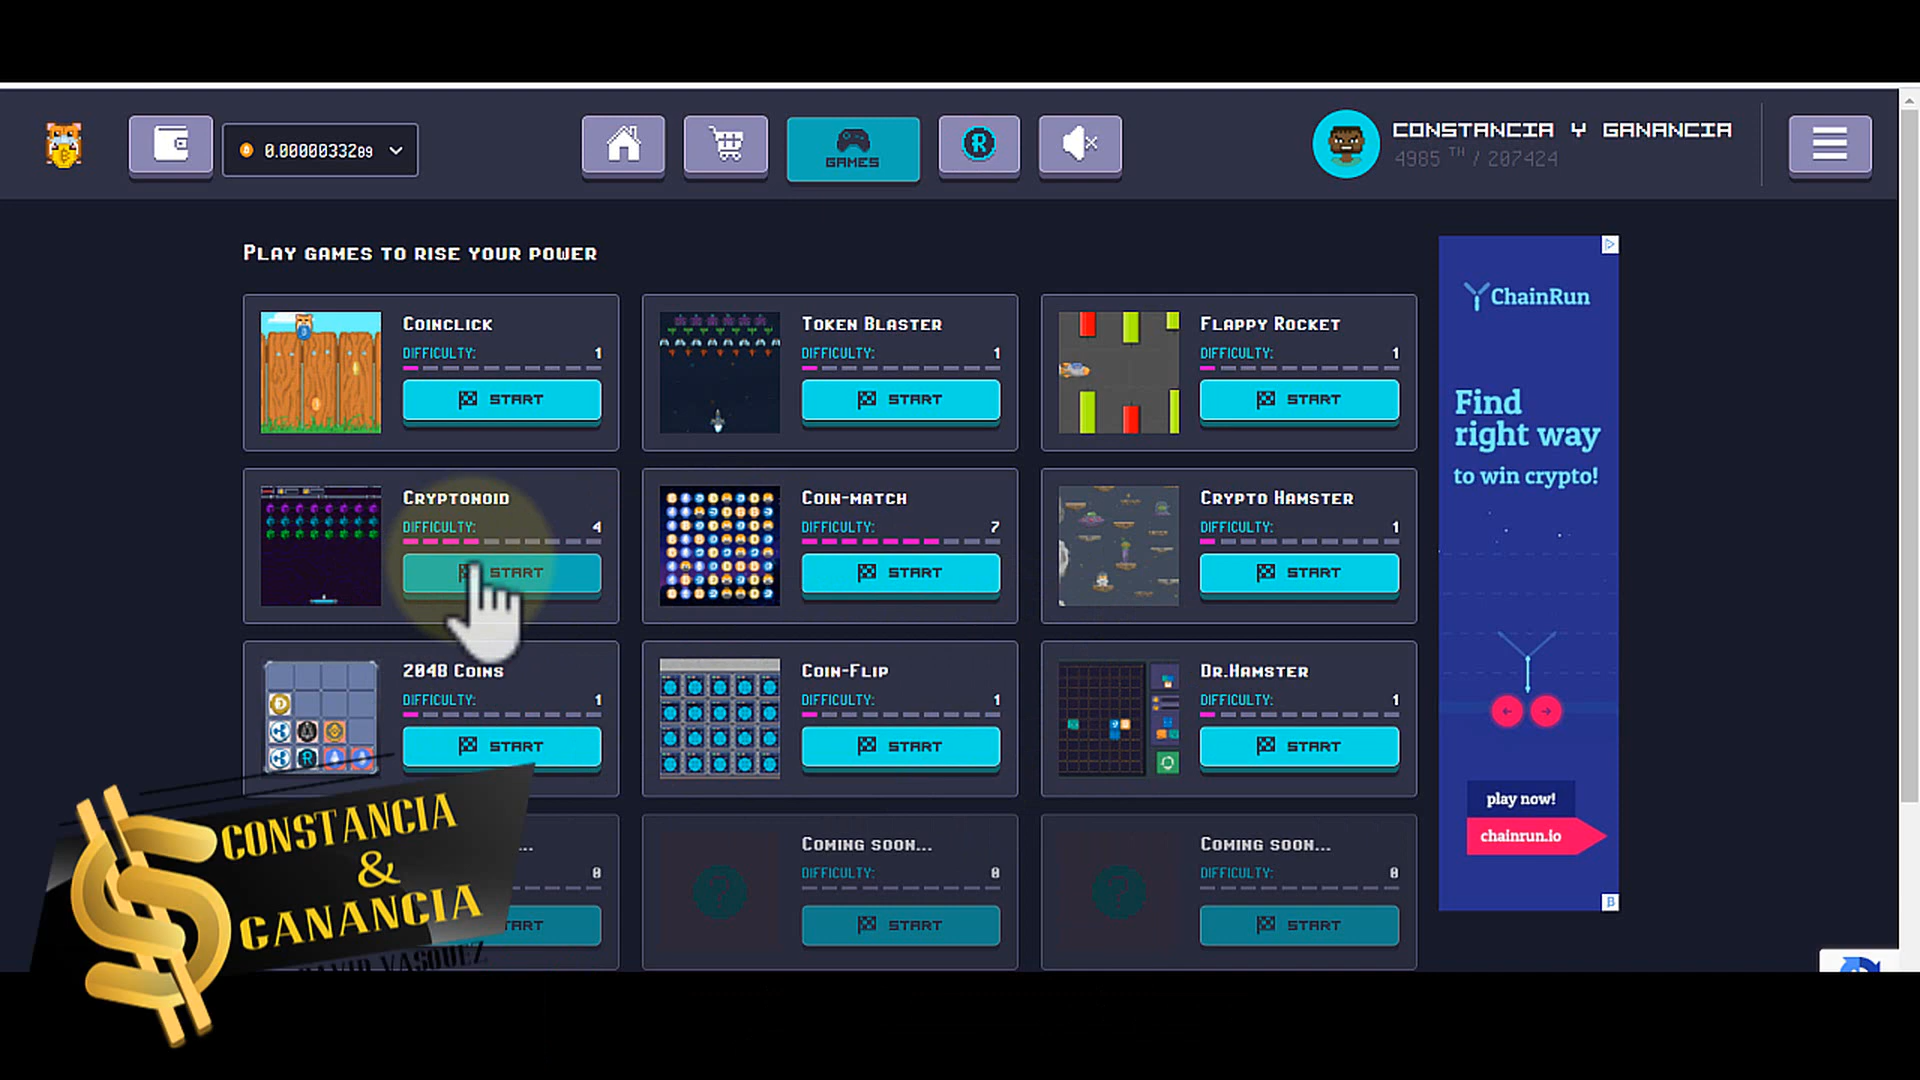 0.00000033289
GAMES
CONSTANCIA Y GANANCIA
4985 TH / 207424
PLAY GAMES TO RISE YOUR POWER
COINCLICK
DIFFICULTY: 1
START
TOKEN BLASTER
DIFFICULTY: 1
START
FLAPPY ROCKET
DIFFICULTY: 1
START
CRYPTONOID
DIFFICULTY: 4
START
COIN-MATCH
DIFFICULTY: 7
START
CRYPTO HAMSTER
DIFFICULTY: 1
START
2048 COINS
DIFFICULTY: 1
START
COIN-FLIP
DIFFICULTY: 1
START
DR.HAMSTER
DIFFICULTY: 1
START
...
0
START
COMING SOON...
DIFFICULTY: 0
START
COMING SOON...
DIFFICULTY: 0
START
ChainRun
Find
right way
to win crypto!
play now!
chainrun.io
CONSTANCIA
&
GANANCIA
DAVID VASQUEZ